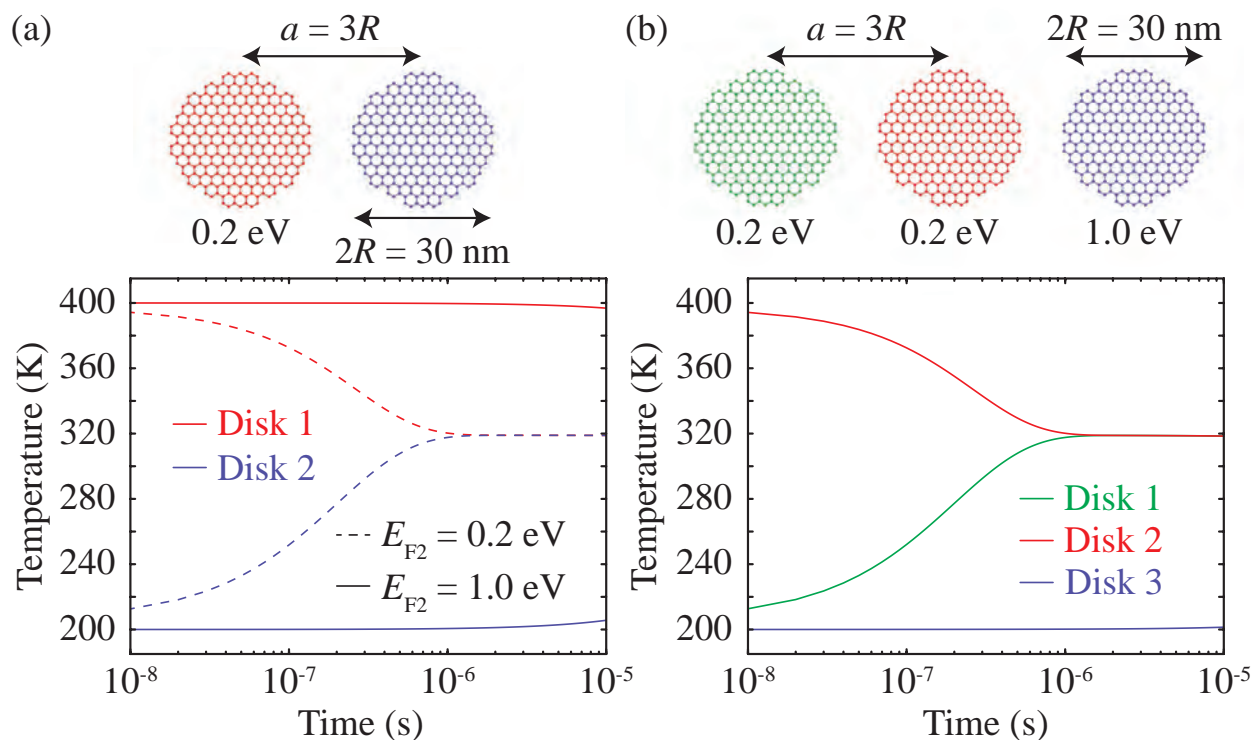 (a)
a = 3R
0.2 eV
2R = 30 nm
Temperature (K)
400
360
320
280
240
200
Disk 1
Disk 2
E_F2 = 0.2 eV
E_F2 = 1.0 eV
10^-8
10^-7
10^-6
10^-5
Time (s)
(b)
a = 3R
2R = 30 nm
0.2 eV
0.2 eV
1.0 eV
Temperature (K)
400
360
320
280
240
200
Disk 1
Disk 2
Disk 3
10^-8
10^-7
10^-6
10^-5
Time (s)